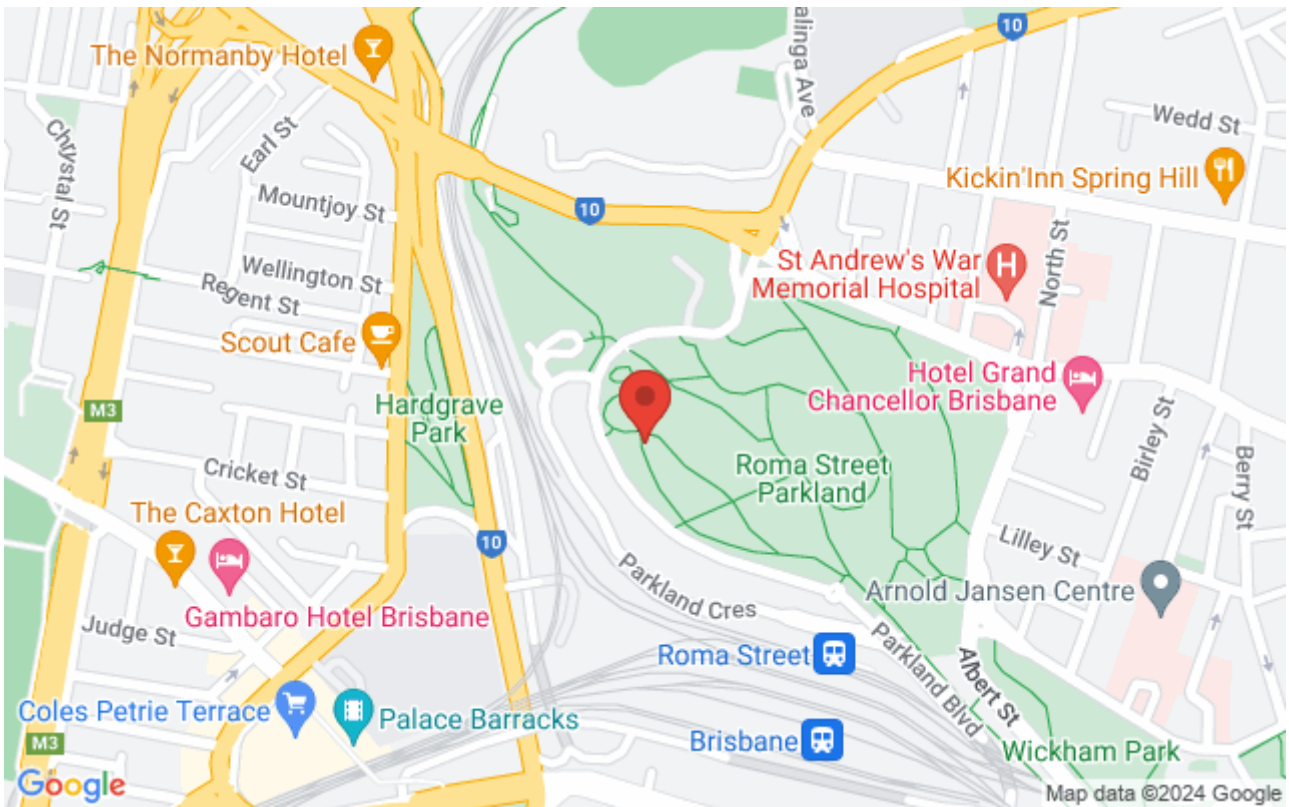 10
alinga Ave
The Normanby Hotel
Wedd St
Earl St
Chrystal St
Kickin'Inn Spring Hill
Mountjoy St
10
North St
St Andrew's War
Memorial Hospital
H
Wellington St
Regent St
Scout Cafe
Hotel Grand
Chancellor Brisbane
Hardgrave
Park
M3
Birley St
Berry St
Cricket St
Roma Street
Parkland
The Caxton Hotel
10
Lilley St
Parkland Cres
Arnold Jansen Centre
Gambaro Hotel Brisbane
Judge St
Roma Street
Parkland Blvd
Albert St
Coles Petrie Terrace
Palace Barracks
Brisbane
M3
Wickham Park
Google
Map data ©2024 Google